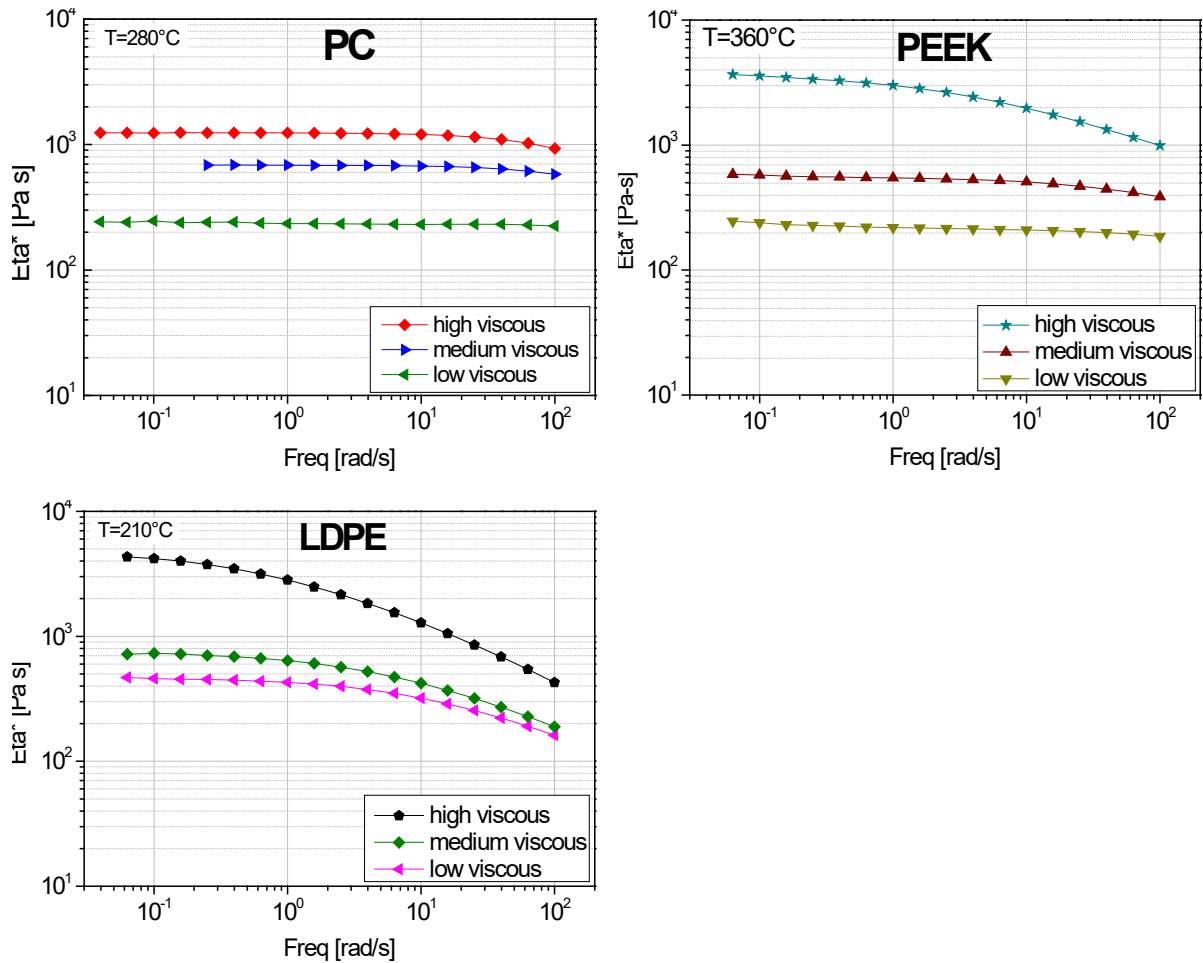 T=280°C
PC
10⁴
10³
10²
10¹
Eta* [Pa s]
high viscous
medium viscous
low viscous
10⁻¹ 10⁰ 10¹ 10²
Freq [rad/s]
T=360°C
PEEK
10⁴
10³
10²
10¹
Eta* [Pa-s]
high viscous
medium viscous
low viscous
10⁻¹ 10⁰ 10¹ 10²
Freq [rad/s]
T=210°C
LDPE
10⁴
10³
10²
10¹
Eta* [Pa s]
high viscous
medium viscous
low viscous
10⁻¹ 10⁰ 10¹ 10²
Freq [rad/s]